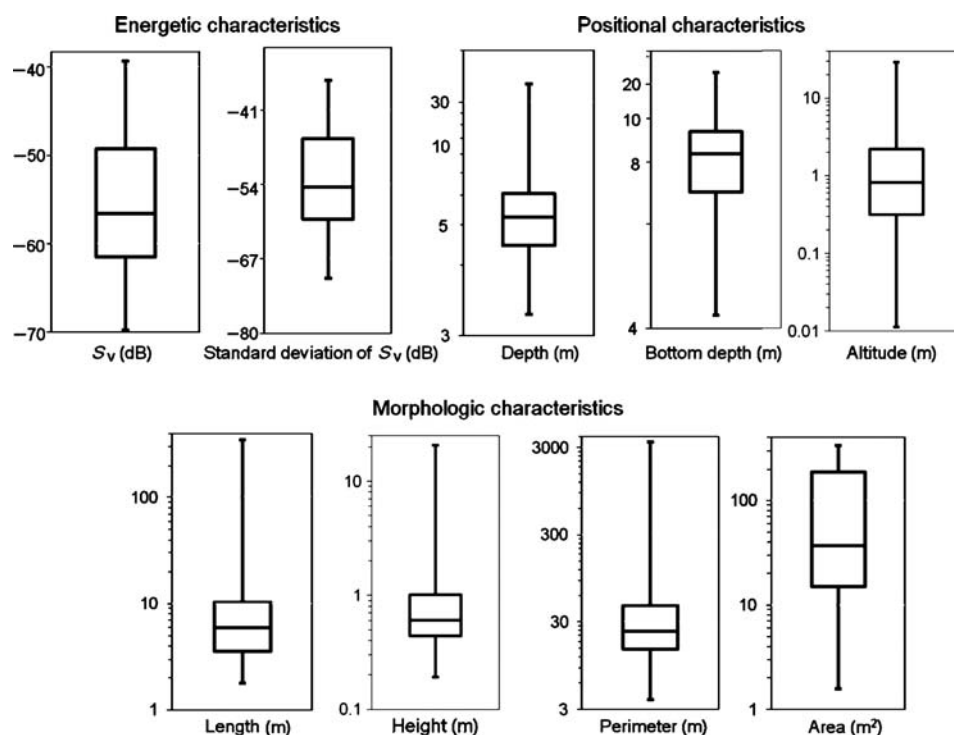 Energetic characteristics
Positional characteristics
−40
−50
−60
−70
S_v (dB)
−41
−54
−67
−80
Standard deviation of S_v (dB)
30
10
5
3
Depth (m)
20
10
8
4
Bottom depth (m)
10
1
0.1
0.01
Altitude (m)
Morphologic characteristics
100
10
1
Length (m)
10
1
0.1
Height (m)
3000
300
30
3
Perimeter (m)
100
10
1
Area (m²)